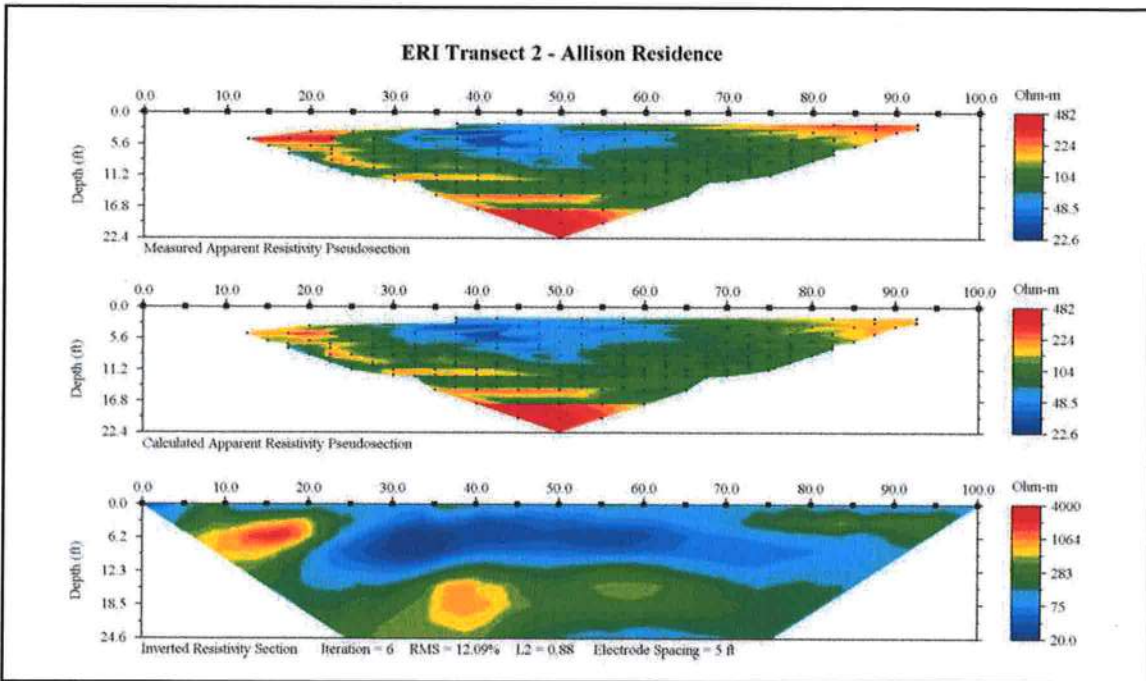 ERI Transect 2 - Allison Residence
0.0 10.0 20.0 30.0 40.0 50.0 60.0 70.0 80.0 90.0 100.0
Ohm-m
Depth (ft)
0.0
5.6
11.2
16.8
22.4
482
224
104
48.5
22.6
Measured Apparent Resistivity Pseudosection
0.0 10.0 20.0 30.0 40.0 50.0 60.0 70.0 80.0 90.0 100.0
Ohm-m
Depth (ft)
0.0
5.6
11.2
16.8
22.4
482
224
104
48.5
22.6
Calculated Apparent Resistivity Pseudosection
0.0 10.0 20.0 30.0 40.0 50.0 60.0 70.0 80.0 90.0 100.0
Ohm-m
Depth (ft)
0.0
6.2
12.3
18.5
24.6
4000
1064
283
75
20.0
Inverted Resistivity Section Iteration = 6 RMS = 12.09% L2 = 0.88 Electrode Spacing = 5 ft